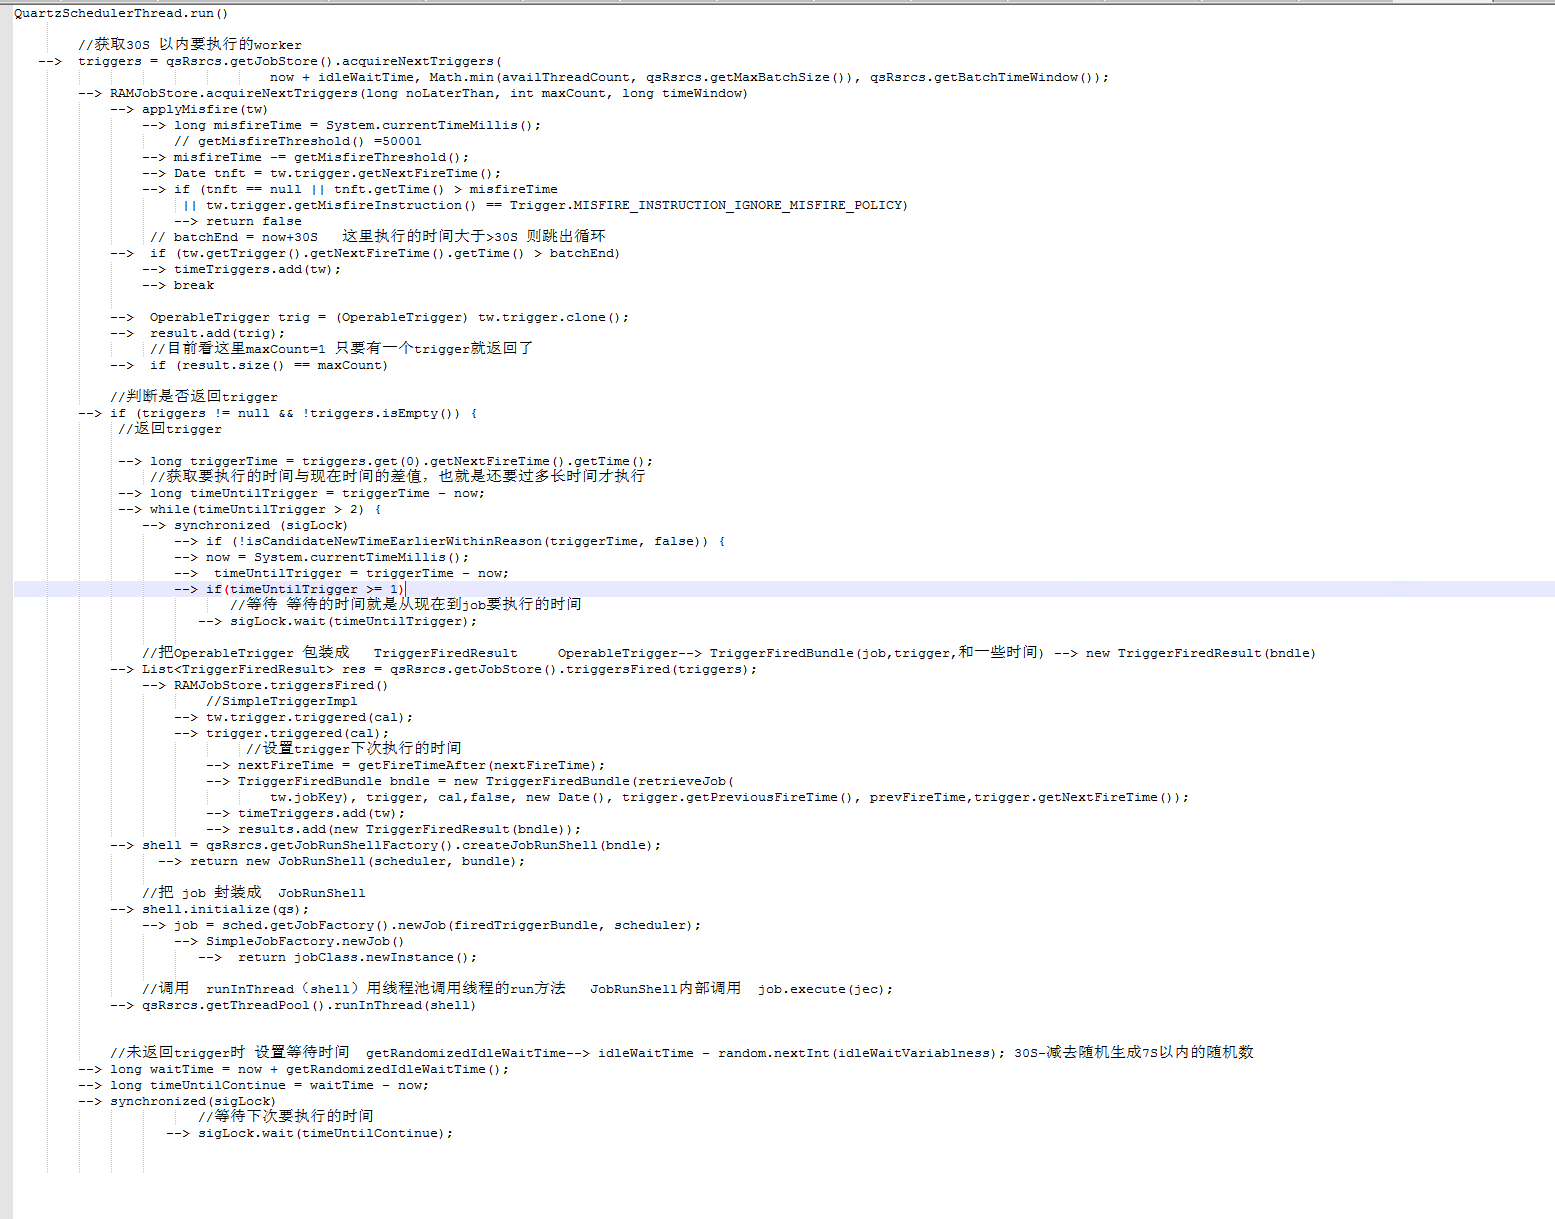 QuartzSchedulerThread.run()
//获取30S 以内要执行的worker
--> triggers = qsRsrcs.getJobStore().acquireNextTriggers(
now + idleWaitTime, Math.min(availThreadCount, qsRsrcs.getMaxBatchSize()), qsRsrcs.getBatchTimeWindow());
--> RAMJobStore.acquireNextTriggers(long noLaterThan, int maxCount, long timeWindow)
--> applyMisfire(tw)
--> long misfireTime = System.currentTimeMillis();
// getMisfireThreshold() =5000l
--> misfireTime -= getMisfireThreshold();
--> Date tnft = tw.trigger.getNextFireTime();
--> if (tnft == null || tnft.getTime() > misfireTime
|| tw.trigger.getMisfireInstruction() == Trigger.MISFIRE_INSTRUCTION_IGNORE_MISFIRE_POLICY)
--> return false
// batchEnd = now+30S 这里执行的时间大于>30S 则跳出循环
--> if (tw.getTrigger().getNextFireTime().getTime() > batchEnd)
--> timeTriggers.add(tw);
--> break
--> OperableTrigger trig = (OperableTrigger) tw.trigger.clone();
--> result.add(trig);
//目前看这里maxCount=1 只要有一个trigger就返回了
--> if (result.size() == maxCount)
//判断是否返回trigger
--> if (triggers != null && !triggers.isEmpty()) {
//返回trigger
--> long triggerTime = triggers.get(0).getNextFireTime().getTime();
//获取要执行的时间与现在时间的差值，也就是还要过多长时间才执行
--> long timeUntilTrigger = triggerTime - now;
--> while(timeUntilTrigger > 2) {
--> synchronized (sigLock)
--> if (!isCandidateNewTimeEarlierWithinReason(triggerTime, false)) {
--> now = System.currentTimeMillis();
--> timeUntilTrigger = triggerTime - now;
--> if(timeUntilTrigger >= 1)
//等待 等待的时间就是从现在到job要执行的时间
--> sigLock.wait(timeUntilTrigger);
//把OperableTrigger 包装成 TriggerFiredResult OperableTrigger--> TriggerFiredBundle(job,trigger,和一些时间) --> new TriggerFiredResult(bndle)
--> List<TriggerFiredResult> res = qsRsrcs.getJobStore().triggersFired(triggers);
--> RAMJobStore.triggersFired()
//SimpleTriggerImpl
--> tw.trigger.triggered(cal);
--> trigger.triggered(cal);
//设置trigger下次执行的时间
--> nextFireTime = getFireTimeAfter(nextFireTime);
--> TriggerFiredBundle bndle = new TriggerFiredBundle(retrieveJob(
tw.jobKey), trigger, cal,false, new Date(), trigger.getPreviousFireTime(), prevFireTime,trigger.getNextFireTime());
--> timeTriggers.add(tw);
--> results.add(new TriggerFiredResult(bndle));
--> shell = qsRsrcs.getJobRunShellFactory().createJobRunShell(bndle);
--> return new JobRunShell(scheduler, bundle);
//把 job 封装成 JobRunShell
--> shell.initialize(qs);
--> job = sched.getJobFactory().newJob(firedTriggerBundle, scheduler);
--> SimpleJobFactory.newJob()
--> return jobClass.newInstance();
//调用 runInThread（shell）用线程池调用线程的run方法 JobRunShell内部调用 job.execute(jec);
--> qsRsrcs.getThreadPool().runInThread(shell)
//未返回trigger时 设置等待时间 getRandomizedIdleWaitTime--> idleWaitTime - random.nextInt(idleWaitVariablness); 30S-减去随机生成7S以内的随机数
--> long waitTime = now + getRandomizedIdleWaitTime();
--> long timeUntilContinue = waitTime - now;
--> synchronized(sigLock)
//等待下次要执行的时间
--> sigLock.wait(timeUntilContinue);